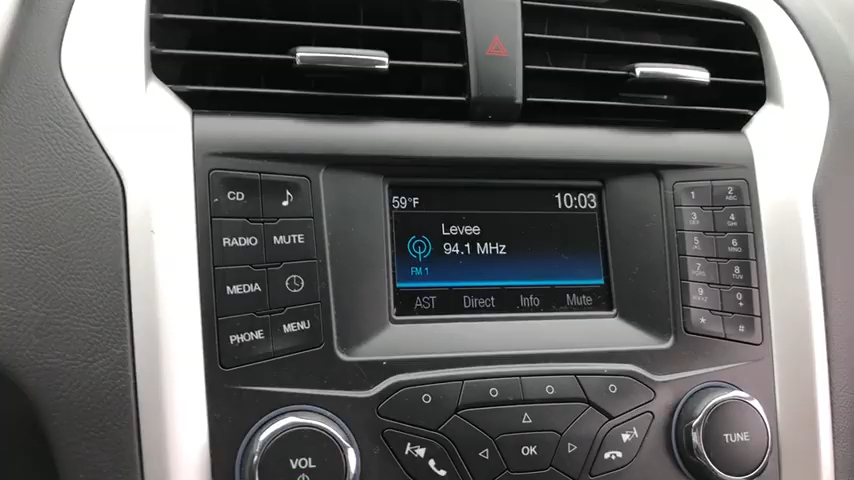 59°F 10:03
Levee
94.1 MHz
FM 1
AST Direct Info Mute
CD
RADIO MUTE
MEDIA
PHONE MENU
1 2 ABC
3 DEF 4 GHI
5 JKL 6 MNO
7 PQRS 8 TUV
9 WXYZ 0 +
* #
OK
VOL
TUNE